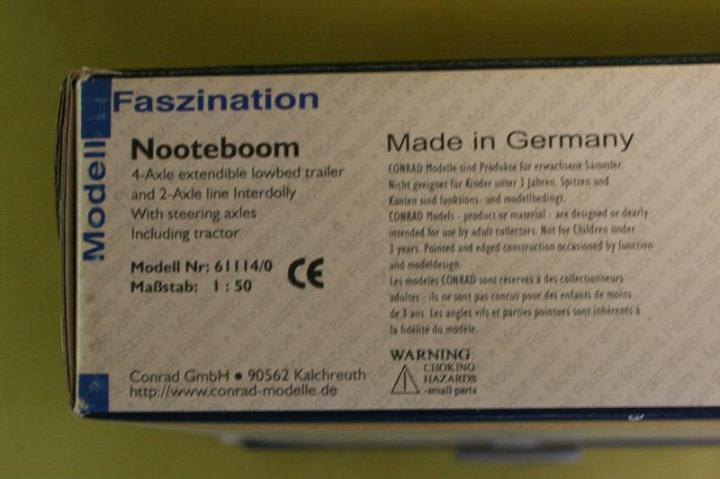 Modell
Faszination
Nooteboom
4-Axle extendible lowbed trailer
and 2-Axle line Interdolly
With steering axles
Including tractor
Modell Nr: 61114/0
Maßstab: 1 : 50
CE
Conrad GmbH • 90562 Kalchreuth
http://www.conrad-modelle.de
Made in Germany
CONRAD Modelle sind Produkte für erwachsene Sammler.
Nicht geeignet für Kinder unter 3 Jahren. Spitzen und
Kanten sind funktions- und modellbedingt.
CONRAD Models - product or material - are designed or dearly
intended for use by adult collectors. Not for Children under
3 years. Pointed and edged construction occasioned by function
and modeldesign.
Les modeles CONRAD sont réservés à des collectionneurs
adultes - ils ne sont pas concus pour des enfants de moins
de 3 ans. Les angles vifs et parties pointues sont inhérents à
la fidélité du modèle.
WARNING:
CHOKING
HAZARDS
-small parts